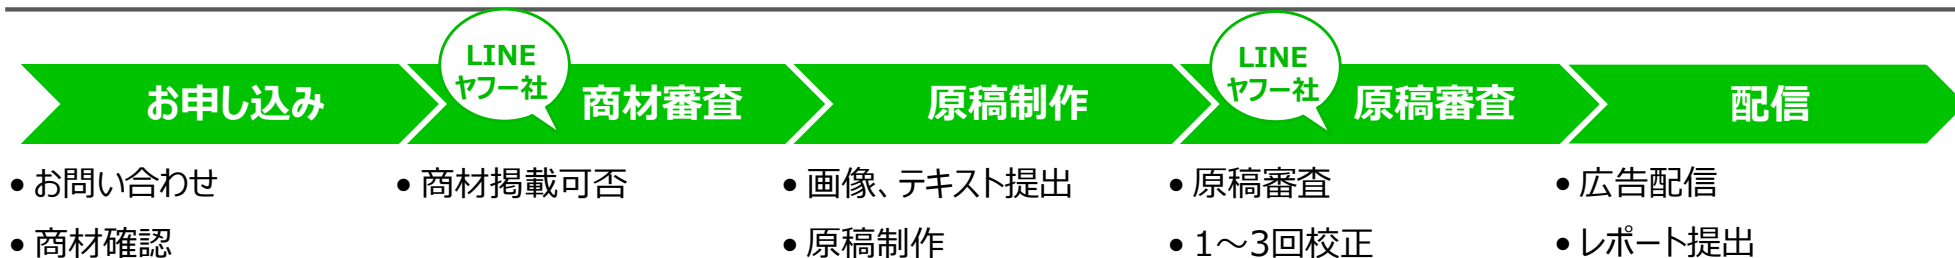 お申し込み
LINE
ヤフー社
商材審査
原稿制作
LINE
ヤフー社
原稿審査
配信
• お問い合わせ
• 商材確認
• 商材掲載可否
• 画像、テキスト提出
• 原稿制作
• 原稿審査
• 1～3回校正
• 広告配信
• レポート提出